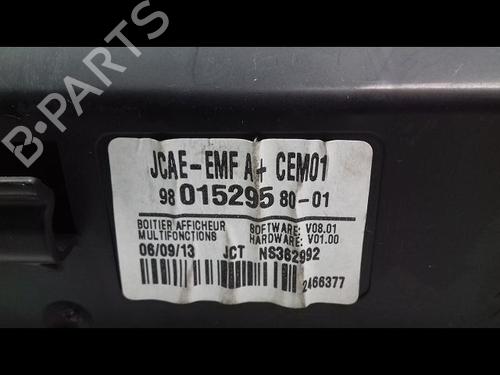 JCAE-EMF A+ CEM01
98 015295 80-01
BOITIER AFFICHEUR SOFTWARE: V08.01
MULTIFONCTIONS HARDWARE: V01.00
06/09/13 JCT NS362992
2466377
B-PARTS